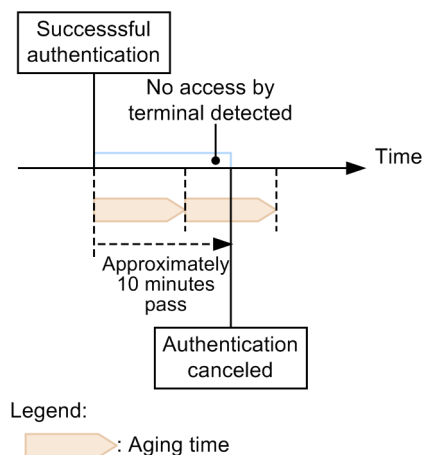 Successsful
authentication
No access by
terminal detected
Time
Approximately
10 minutes
pass
Authentication
canceled
Legend:
: Aging time